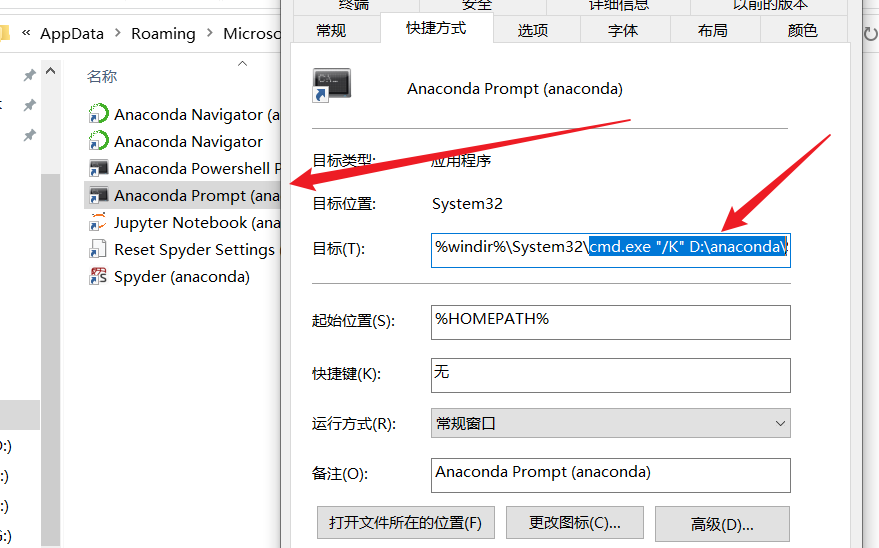 终端 安全 详细信息 以前的版本
常规 快捷方式 选项 字体 布局 颜色
« AppData > Roaming > Microso
名称
Anaconda Navigator (a
Anaconda Navigator
Anaconda Powershell P
Anaconda Prompt (ana
Jupyter Notebook (ana
Reset Spyder Settings (
Spyder (anaconda)
:)
:)
:)
:)
Anaconda Prompt (anaconda)
目标类型: 应用程序
目标位置: System32
目标(T): %windir%\System32\cmd.exe "/K" D:\anaconda\
起始位置(S): %HOMEPATH%
快捷键(K): 无
运行方式(R): 常规窗口
备注(O): Anaconda Prompt (anaconda)
打开文件所在的位置(F) 更改图标(C)... 高级(D)...